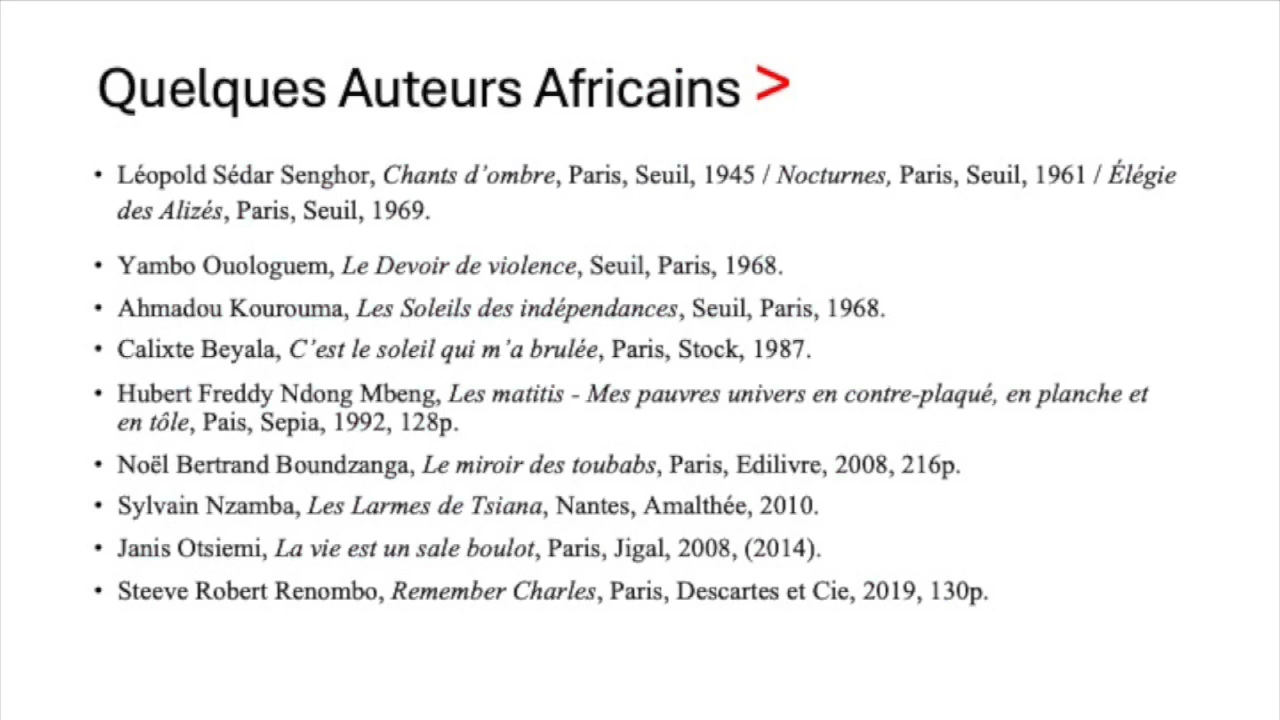 Quelques Auteurs Africains >
• Léopold Sédar Senghor, Chants d’ombre, Paris, Seuil, 1945 / Nocturnes, Paris, Seuil, 1961 / Élégie
des Alizés, Paris, Seuil, 1969.
• Yambo Ouologuem, Le Devoir de violence, Seuil, Paris, 1968.
• Ahmadou Kourouma, Les Soleils des indépendances, Seuil, Paris, 1968.
• Calixte Beyala, C’est le soleil qui m’a brulée, Paris, Stock, 1987.
• Hubert Freddy Ndong Mbeng, Les matitis - Mes pauvres univers en contre-plaqué, en planche et
en tôle, Pais, Sepia, 1992, 128p.
• Noël Bertrand Boundzanga, Le miroir des toubabs, Paris, Edilivre, 2008, 216p.
• Sylvain Nzamba, Les Larmes de Tsiana, Nantes, Amalthée, 2010.
• Janis Otsiemi, La vie est un sale boulot, Paris, Jigal, 2008, (2014).
• Steeve Robert Renombo, Remember Charles, Paris, Descartes et Cie, 2019, 130p.